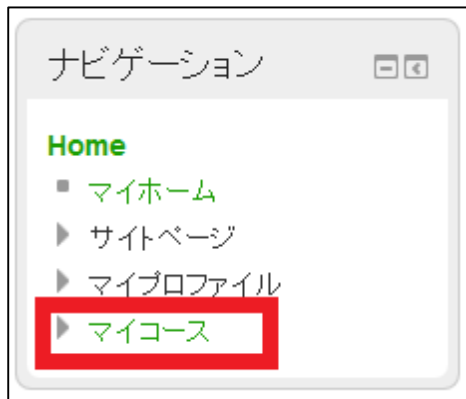 ナビゲーション
Home
マイホーム
サイトページ
マイプロファイル
マイコース